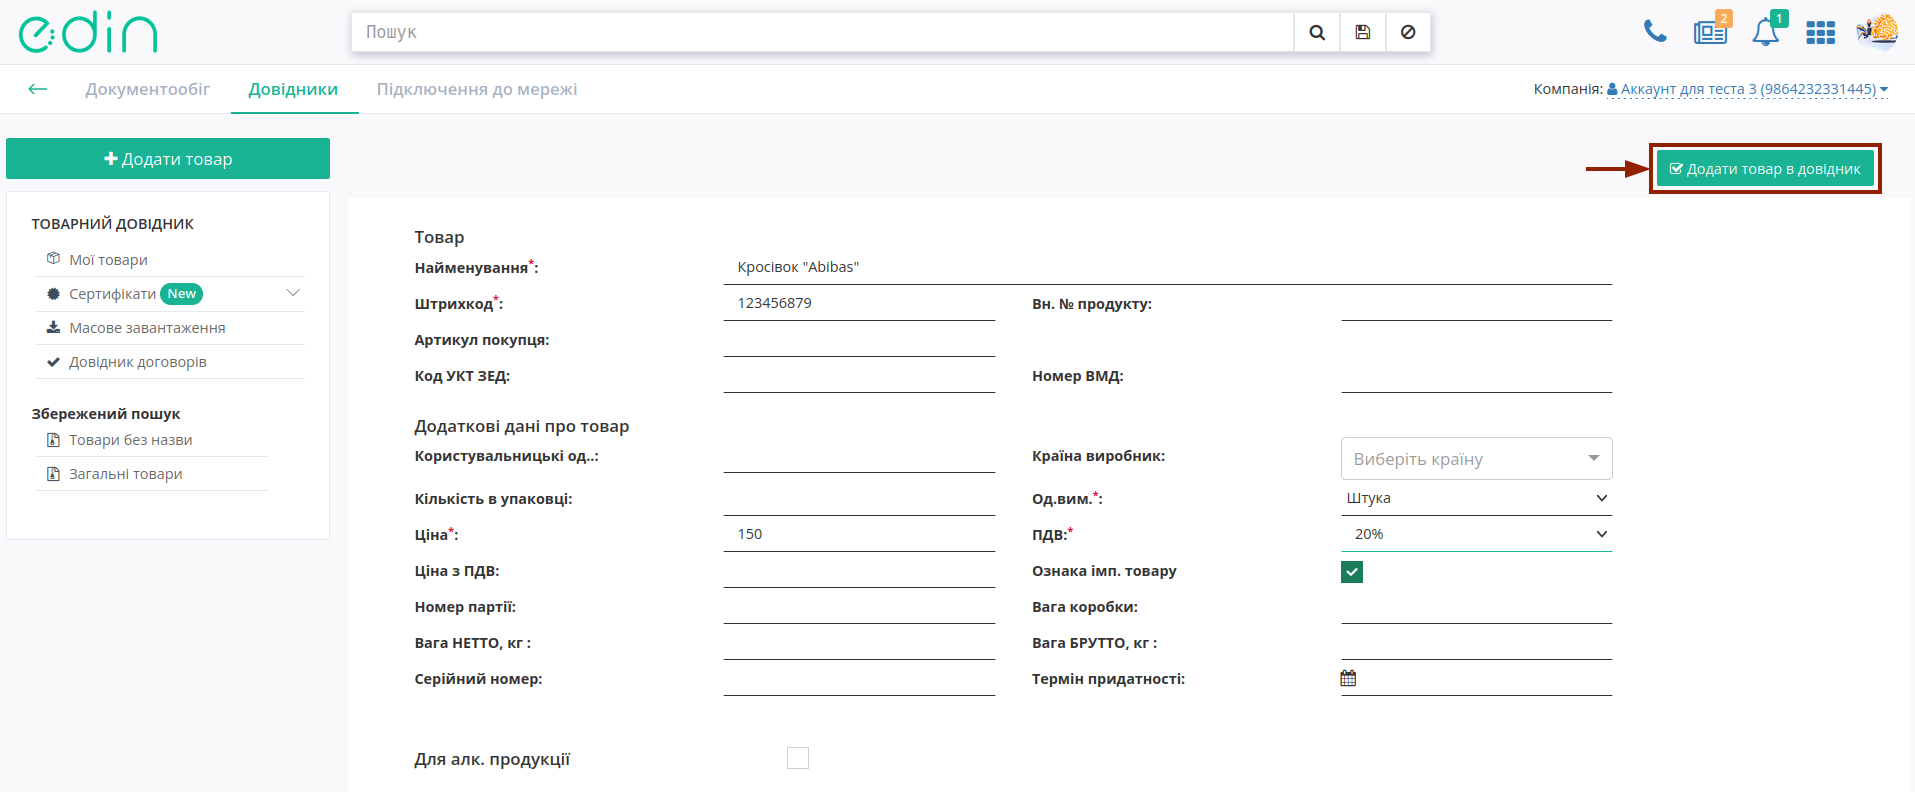 edin
Пошук
2
1
Документообіг
Довідники
Підключення до мережі
Компанія: Аккаунт для теста 3 (9864232331445)
Додати товар
Додати товар в довідник
ТОВАРНИЙ ДОВІДНИК
Мої товари
Сертифікати New
Масове завантаження
Довідник договорів
Збережений пошук
Товари без назви
Загальні товари
Товар
Найменування*: Кросівок "Abibas"
Штрихкод*: 123456879 Вн. № продукту:
Артикул покупця:
Код УКТ ЗЕД: Номер ВМД:
Додаткові дані про товар
Користувальницькі од..: Країна виробник: Виберіть країну
Кількість в упаковці: Од.вим.*: Штука
Ціна*: 150 ПДВ:* 20%
Ціна з ПДВ: Ознака імп. товару
Номер партії: Вага коробки:
Вага НЕТТО, кг : Вага БРУТТО, кг :
Серійний номер: Термін придатності:
Для алк. продукції